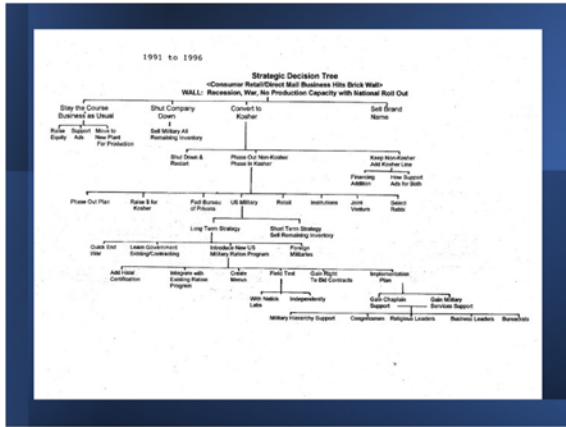 1991 to 1996
Strategic Decision Tree
<Consumer Retail/Direct Mail Business Hits Brick Wall>
WALL: Recession, War, No Production Capacity with National Roll Out
Stay the Course Business as Usual
Shut Company Down
Convert to Kosher
Sell Brand Name
Raise Equity
Support Ads
Move to New Plant For Production
Sell Military All Remaining Inventory
Shut Down & Restart
Phase Out Non-Kosher Phase In Kosher
Keep Non-Kosher Add Kosher Line
Financing Addition
How Support Ads for Both
Phase Out Plan
Raise $ for Kosher
Fed Bureau of Prisons
US Military
Retail
Institutions
Joint Venture
Select Rabbi
Long Term Strategy
Short Term Strategy Sell Remaining Inventory
Quick End War
Learn Government Bidding/Contracting
Introduce New US Military Ration Program
Foreign Militaries
Add Halal Certification
Integrate with Existing Ration Program
Create Menus
Field Test
Gain Right To Bid Contracts
Implementation Plan
With Natick Labs
Independently
Gain Chaplain Support
Gain Military Services Support
Military Hierarchy Support
Congressmen
Religious Leaders
Business Leaders
Bureaucrats